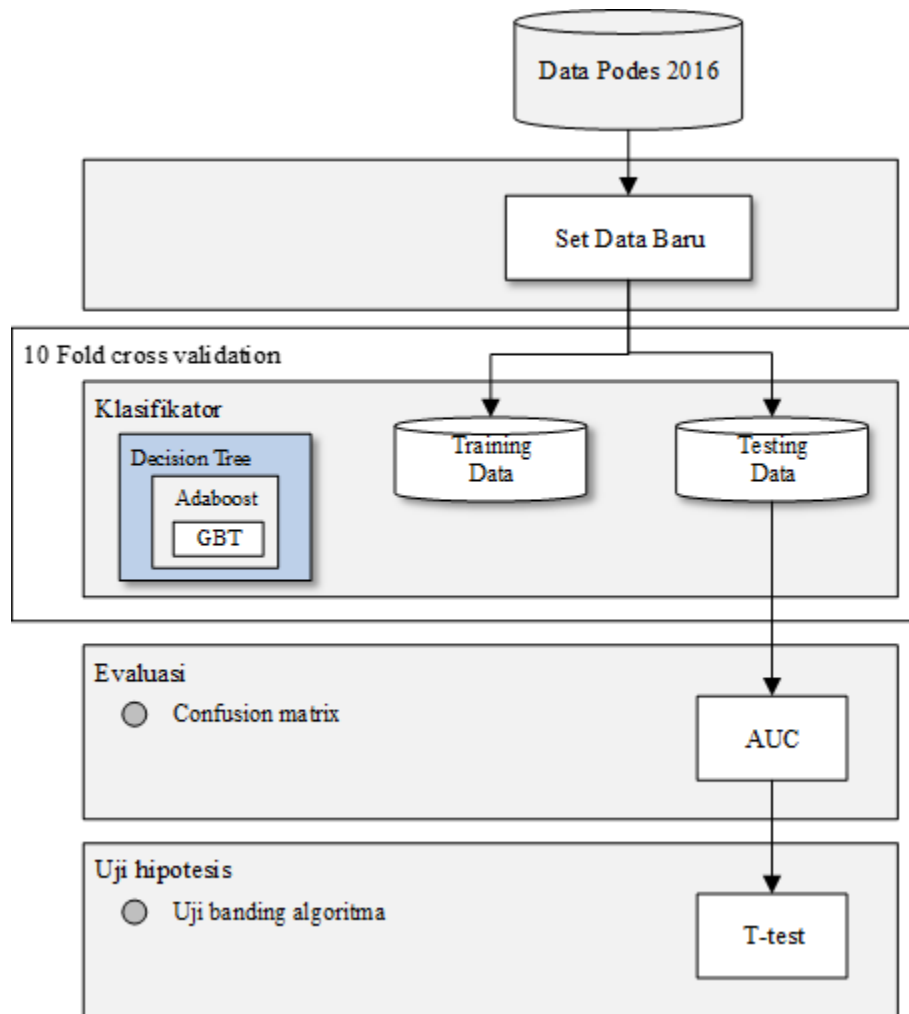 Data Podes 2016
Set Data Baru
10 Fold cross validation
Klasifikator
Decision Tree
Adaboost
GBT
Training
Data
Testing
Data
Evaluasi
Confusion matrix
AUC
Uji hipotesis
Uji banding algoritma
T-test